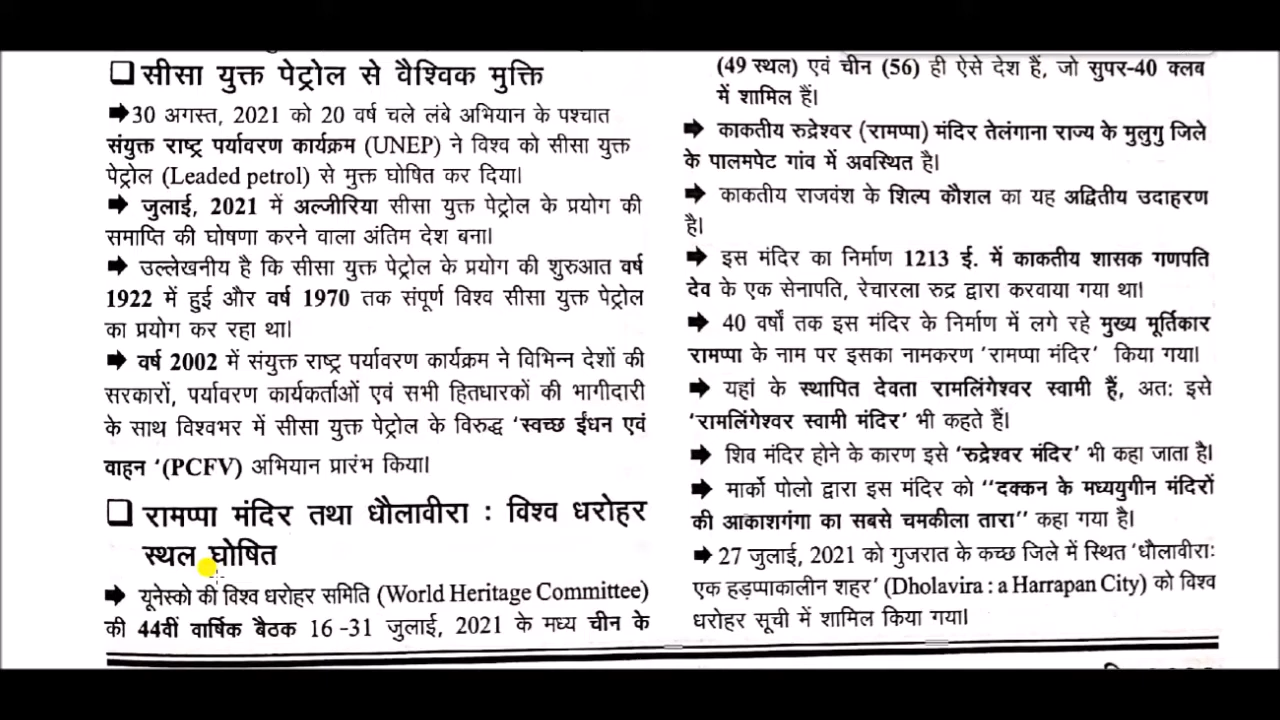 ❑ सीसा युक्त पेट्रोल से वैश्विक मुक्ति
➡30 अगस्त, 2021 को 20 वर्ष चले लंबे अभियान के पश्चात
संयुक्त राष्ट्र पर्यावरण कार्यक्रम (UNEP) ने विश्व को सीसा युक्त
पेट्रोल (Leaded petrol) से मुक्त घोषित कर दिया।
➡ जुलाई, 2021 में अल्जीरिया सीसा युक्त पेट्रोल के प्रयोग की
समाप्ति की घोषणा करने वाला अंतिम देश बना।
➡ उल्लेखनीय है कि सीसा युक्त पेट्रोल के प्रयोग की शुरुआत वर्ष
1922 में हुई और वर्ष 1970 तक संपूर्ण विश्व सीसा युक्त पेट्रोल
का प्रयोग कर रहा था।
➡ वर्ष 2002 में संयुक्त राष्ट्र पर्यावरण कार्यक्रम ने विभिन्न देशों की
सरकारों, पर्यावरण कार्यकर्ताओं एवं सभी हितधारकों की भागीदारी
के साथ विश्वभर में सीसा युक्त पेट्रोल के विरुद्ध 'स्वच्छ ईंधन एवं
वाहन '(PCFV) अभियान प्रारंभ किया।
❑ रामप्पा मंदिर तथा धौलावीरा : विश्व धरोहर
स्थल घोषित
➡ यूनेस्को की विश्व धरोहर समिति (World Heritage Committee)
की 44वीं वार्षिक बैठक 16 -31 जुलाई, 2021 के मध्य चीन के
(49 स्थल) एवं चीन (56) ही ऐसे देश हैं, जो सुपर-40 क्लब
में शामिल हैं।
➡ काकतीय रुद्रेश्वर (रामप्पा) मंदिर तेलंगाना राज्य के मुलुगु जिले
के पालमपेट गांव में अवस्थित है।
➡ काकतीय राजवंश के शिल्प कौशल का यह अद्वितीय उदाहरण
है।
➡ इस मंदिर का निर्माण 1213 ई. में काकतीय शासक गणपति
देव के एक सेनापति, रेचारला रुद्र द्वारा करवाया गया था।
➡ 40 वर्षों तक इस मंदिर के निर्माण में लगे रहे मुख्य मूर्तिकार
रामप्पा के नाम पर इसका नामकरण 'रामप्पा मंदिर' किया गया।
➡ यहां के स्थापित देवता रामलिंगेश्वर स्वामी हैं, अत: इसे
'रामलिंगेश्वर स्वामी मंदिर' भी कहते हैं।
➡ शिव मंदिर होने के कारण इसे 'रुद्रेश्वर मंदिर' भी कहा जाता है।
➡ मार्को पोलो द्वारा इस मंदिर को "दक्कन के मध्ययुगीन मंदिरों
की आकाशगंगा का सबसे चमकीला तारा" कहा गया है।
➡ 27 जुलाई, 2021 को गुजरात के कच्छ जिले में स्थित 'धौलावीराः
एक हड़प्पाकालीन शहर' (Dholavira : a Harrapan City) को विश्व
धरोहर सूची में शामिल किया गया।